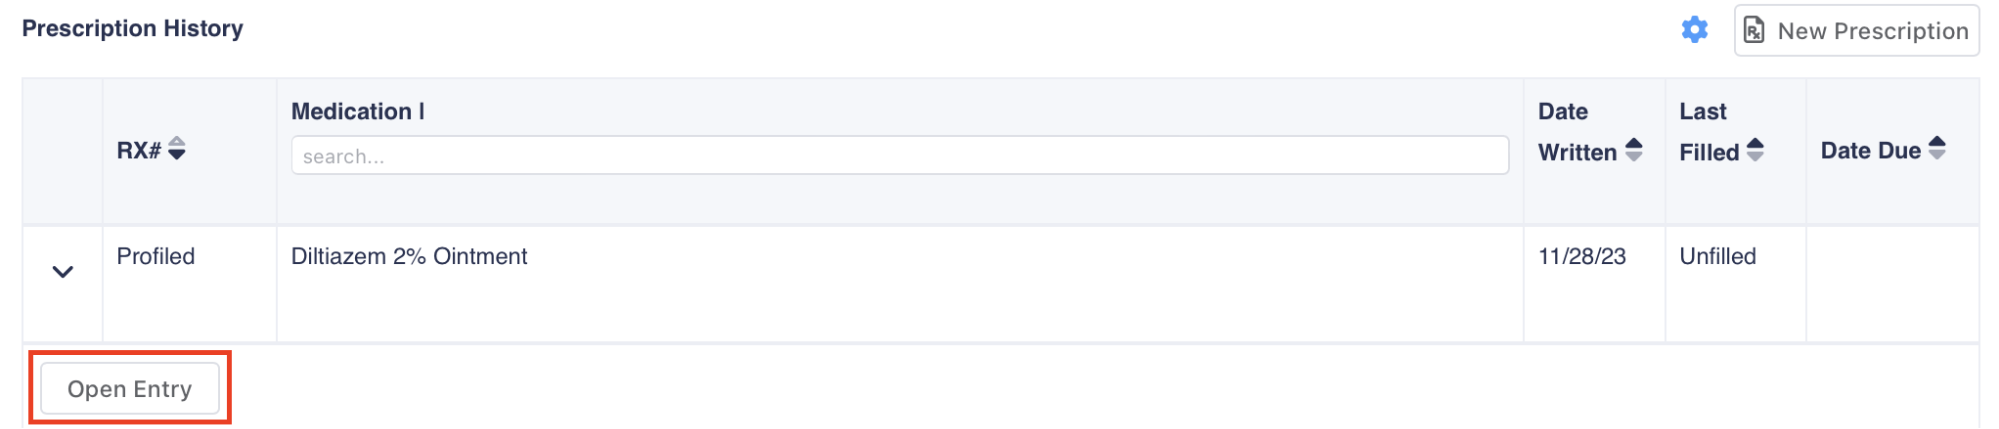 Prescription History
New Prescription
RX#
Medication |
search...
Date
Written
Last
Filled
Date Due
Profiled
Diltiazem 2% Ointment
11/28/23
Unfilled
Open Entry